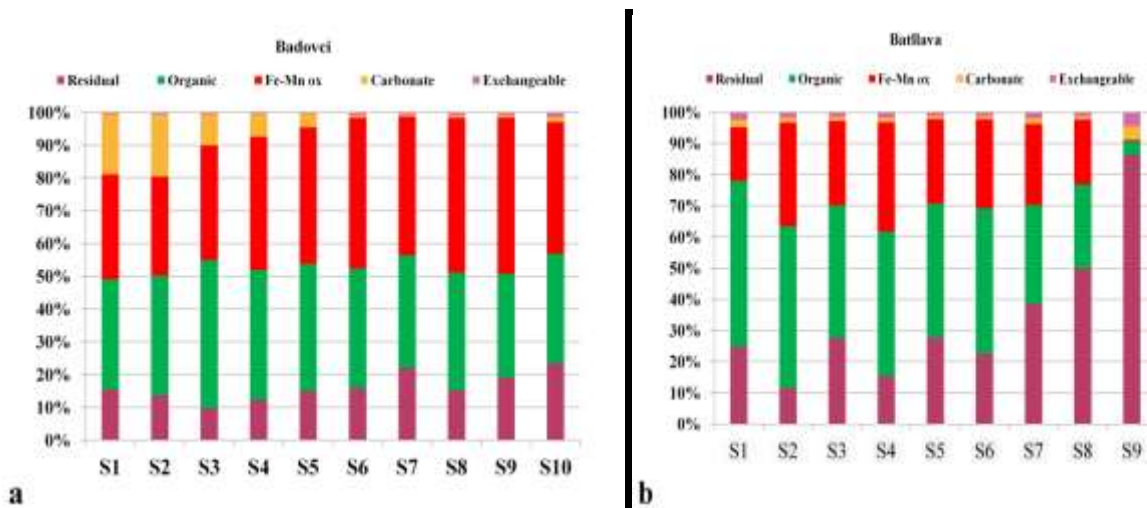 Badovci
Residual Organic Fe-Mn ox Carbonate Exchangeable
100%
90%
80%
70%
60%
50%
40%
30%
20%
10%
0%
S1 S2 S3 S4 S5 S6 S7 S8 S9 S10
a
Batllava
Residual Organic Fe-Mn ox Carbonate Exchangeable
100%
90%
80%
70%
60%
50%
40%
30%
20%
10%
0%
S1 S2 S3 S4 S5 S6 S7 S8 S9
b